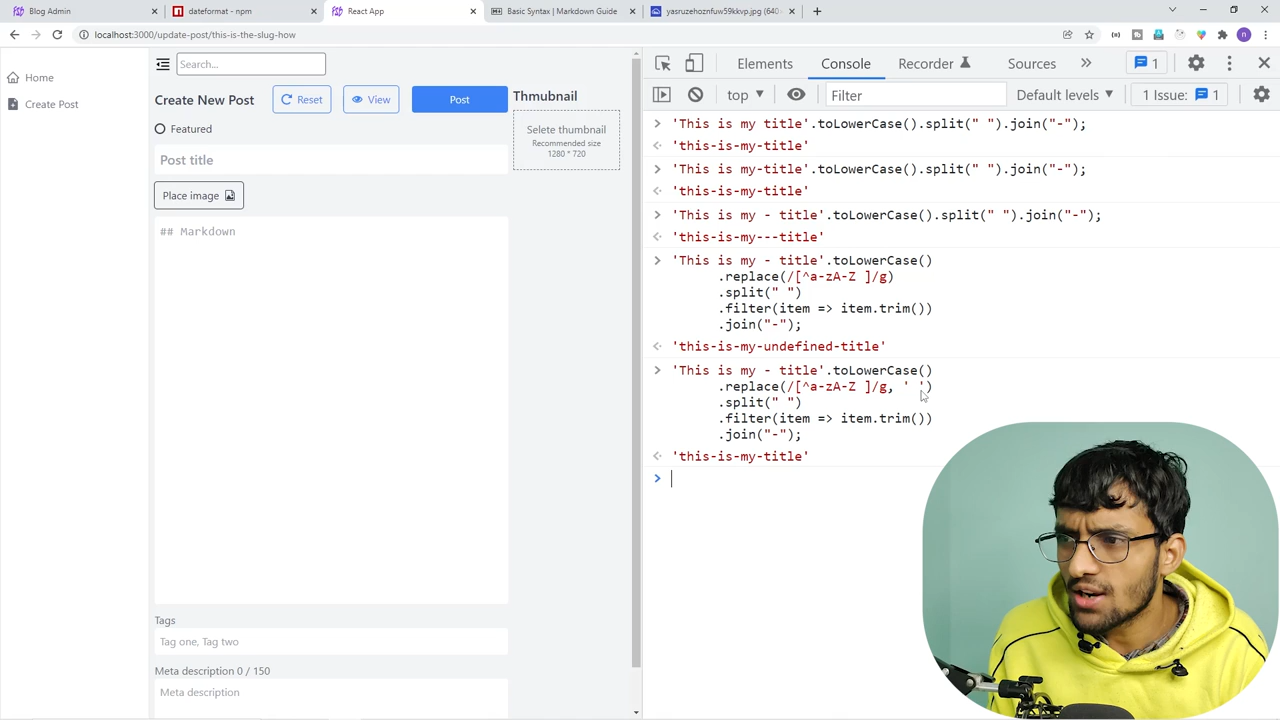 Blog Admin
dateformat - npm
React App
Basic Syntax | Markdown Guide
yasruzehoznfuw59kkvp.jpg (640
localhost:3000/update-post/this-is-the-slug-how
Home
Create Post
Search...
Create New Post
Reset
View
Post
Featured
Post title
Place image
## Markdown
Tags
Tag one, Tag two
Meta description 0 / 150
Meta description
Thmubnail
Selete thumbnail
Recommended size
1280 * 720
Elements
Console
Recorder
Sources
1
top
Filter
Default levels
1 Issue: 1
'This is my title'.toLowerCase().split(" ").join("-");
'this-is-my-title'
'This is my-title'.toLowerCase().split(" ").join("-");
'this-is-my-title'
'This is my - title'.toLowerCase().split(" ").join("-");
'this-is-my---title'
'This is my - title'.toLowerCase()
.replace(/[^a-zA-Z ]/g)
.split(" ")
.filter(item => item.trim())
.join("-");
'this-is-my-undefined-title'
'This is my - title'.toLowerCase()
.replace(/[^a-zA-Z ]/g, ' ')
.split(" ")
.filter(item => item.trim())
.join("-");
'this-is-my-title'